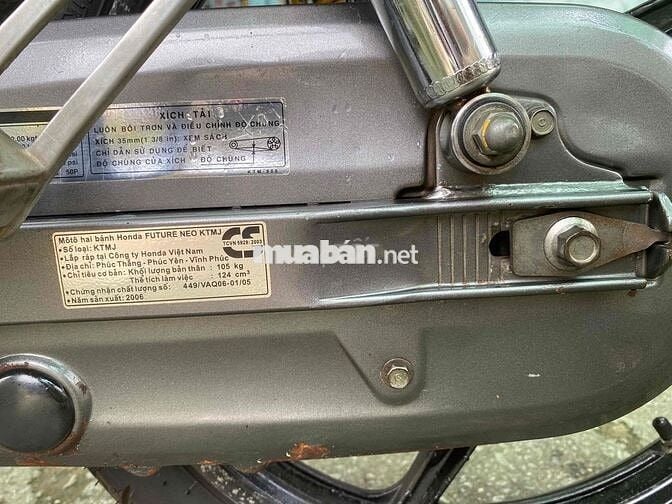 XÍCH TẢI
LUÔN BÔI TRƠN VÀ ĐIỀU CHỈNH ĐỘ CHÙNG
XÍCH 35mm(1 3/8 in): XEM SÁCH
CHỈ DẪN SỬ DỤNG ĐỂ BIẾT
ĐỘ CHÙNG CỦA XÍCH ĐỘ CHÙNG
Môtô hai bánh Honda FUTURE NEO KTMJ
• Số loại: KTMJ
• Lắp ráp tại Công ty Honda Việt Nam
• Địa chỉ: Phúc Thắng - Phúc Yên - Vĩnh Phúc
• Chỉ tiêu cơ bản: Khối lượng bản thân : 105 kg
Thể tích làm việc : 124 cm³
• Chứng nhận chất lượng số: 449/VAQ06-01/05
• Năm sản xuất: 2006
CS
TCVN 5929 : 2003
muaban.net